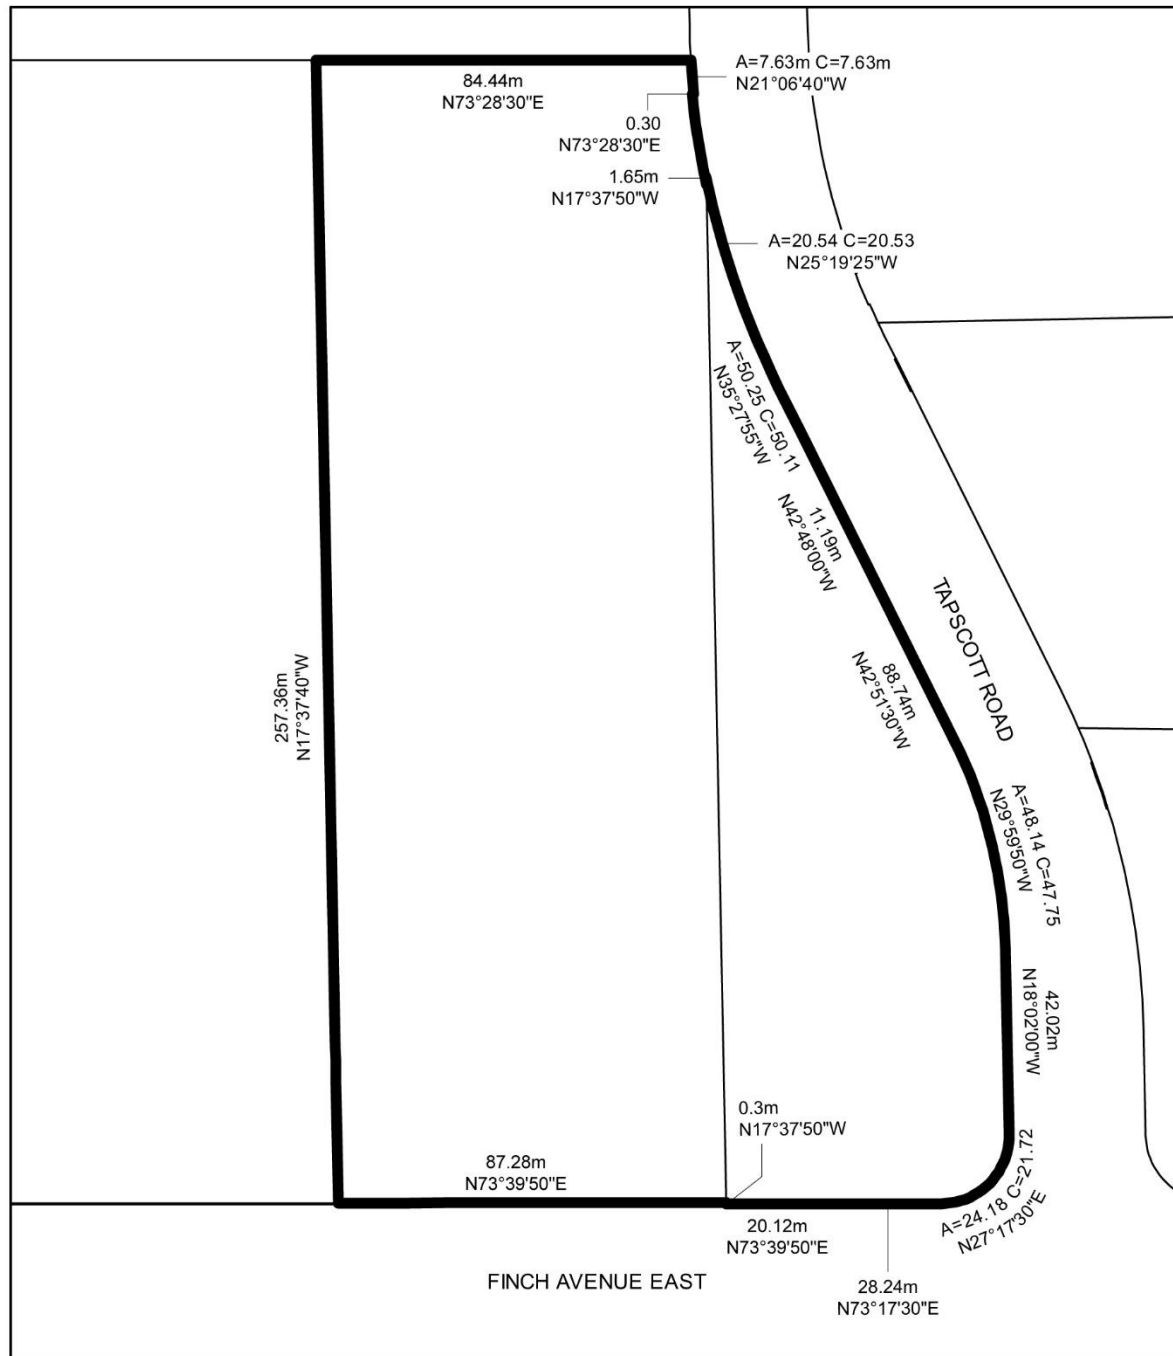 84.44m
N73°28'30"E
A=7.63m C=7.63m
N21°06'40"W
0.30
N73°28'30"E
1.65m
N17°37'50"W
A=20.54 C=20.53
N25°19'25"W
A=50.25 C=50.11
N35°27'55"W
11.19m
N42°48'00"W
TAPSCOTT ROAD
88.74m
N42°51'30"W
257.36m
N17°37'40"W
A=48.14 C=47.75
N29°59'50"W
42.02m
N18°02'00"W
0.3m
N17°37'50"W
87.28m
N73°39'50"E
A=24.18 C=21.72
N27°17'30"E
20.12m
N73°39'50"E
FINCH AVENUE EAST
28.24m
N73°17'30"E